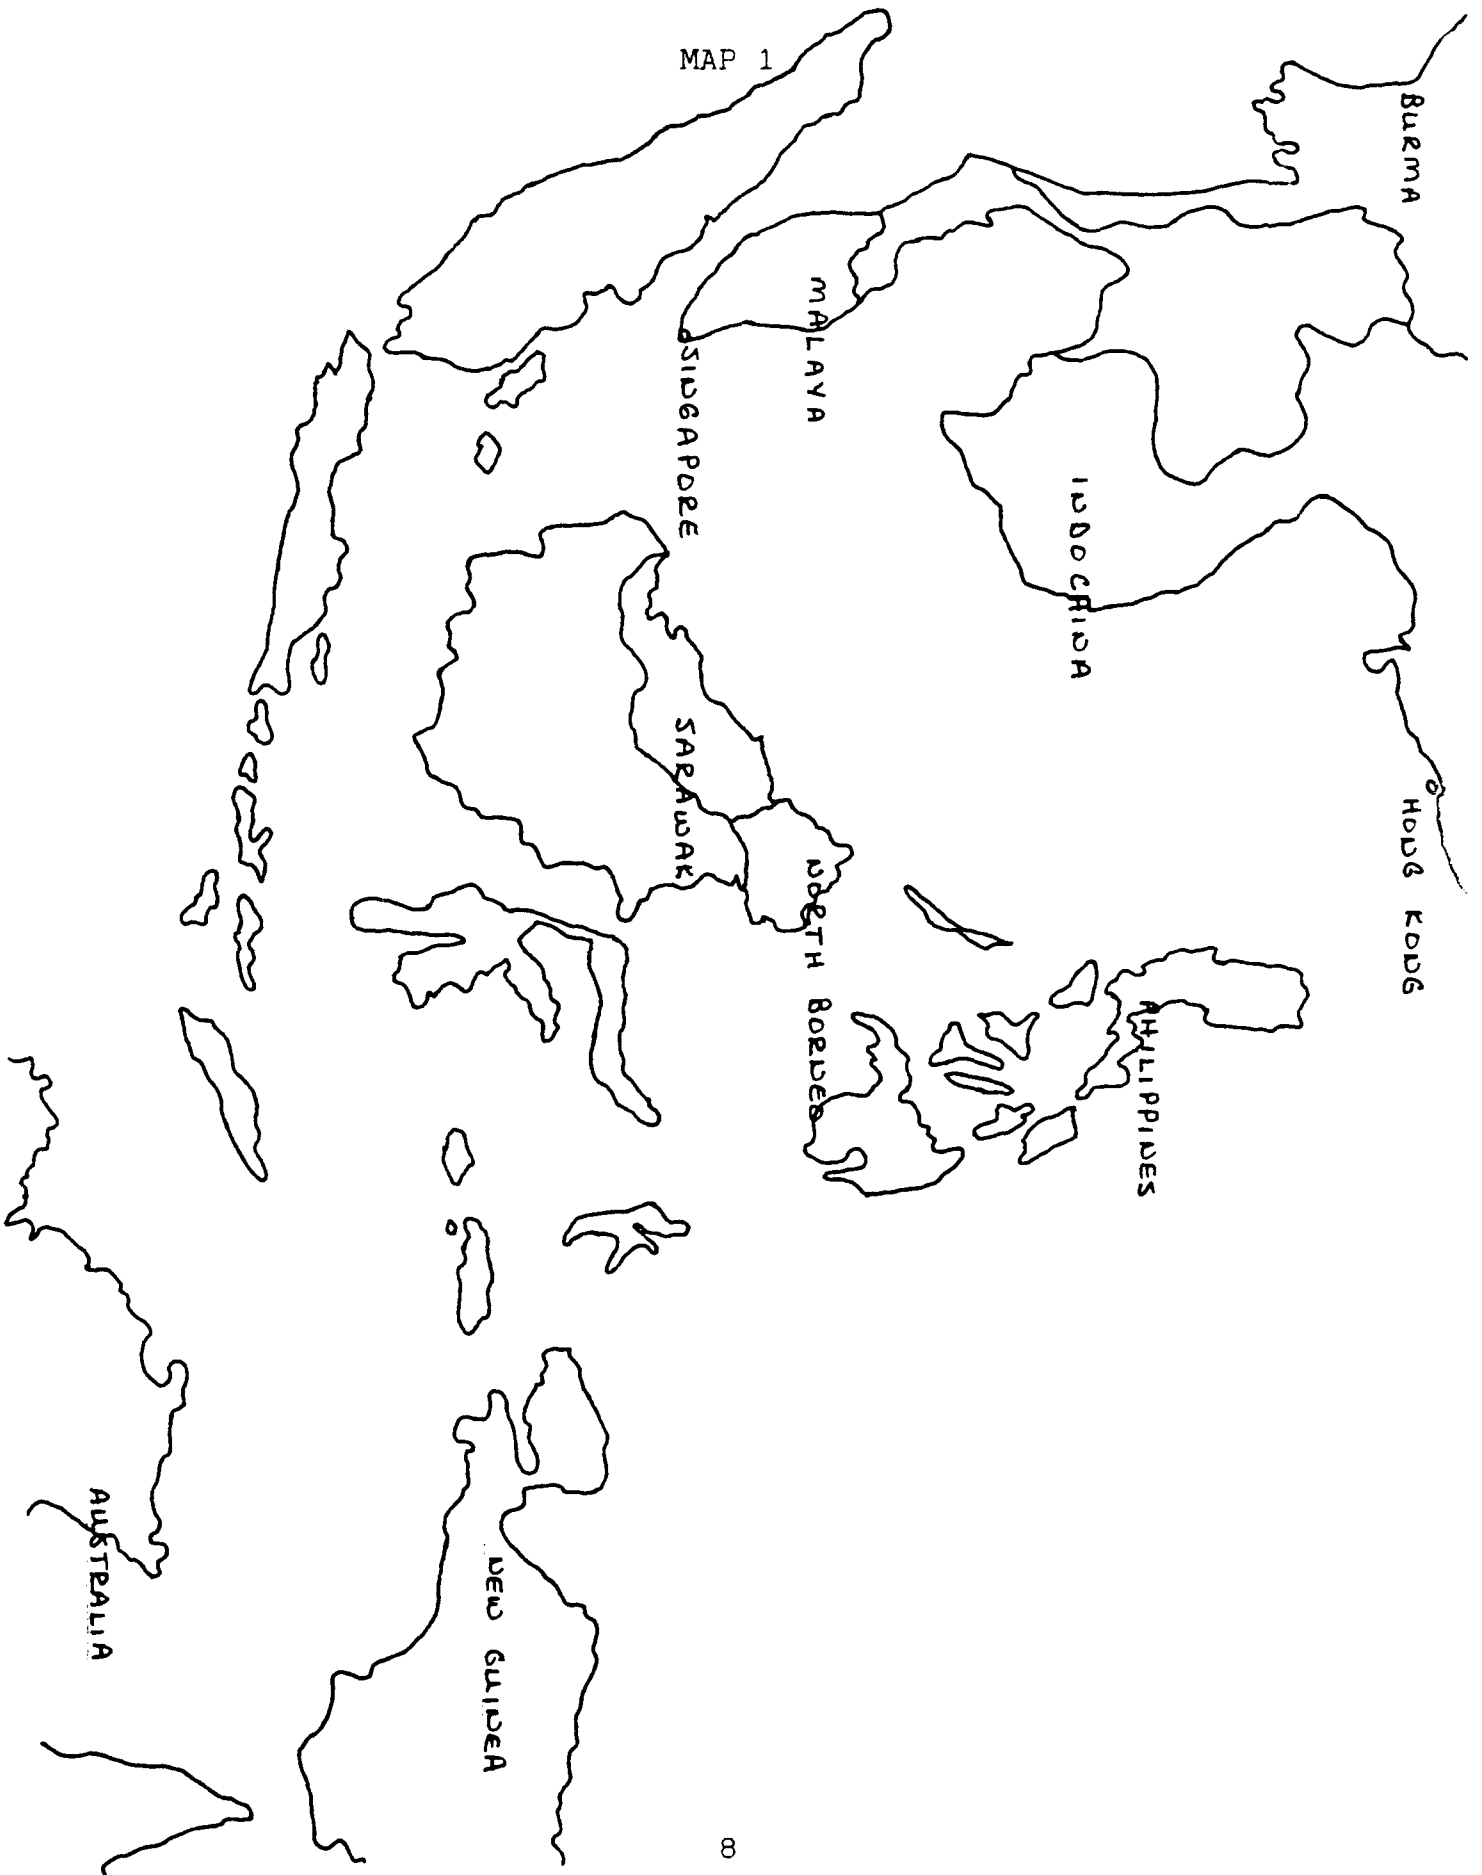 MAP 1
BURMA
HONG KONG
INDOCHINA
PHILIPPINES
MALAYA
NORTH BORNEO
SINGAPORE
SARAWAK
NEW GUINEA
AUSTRALIA
8